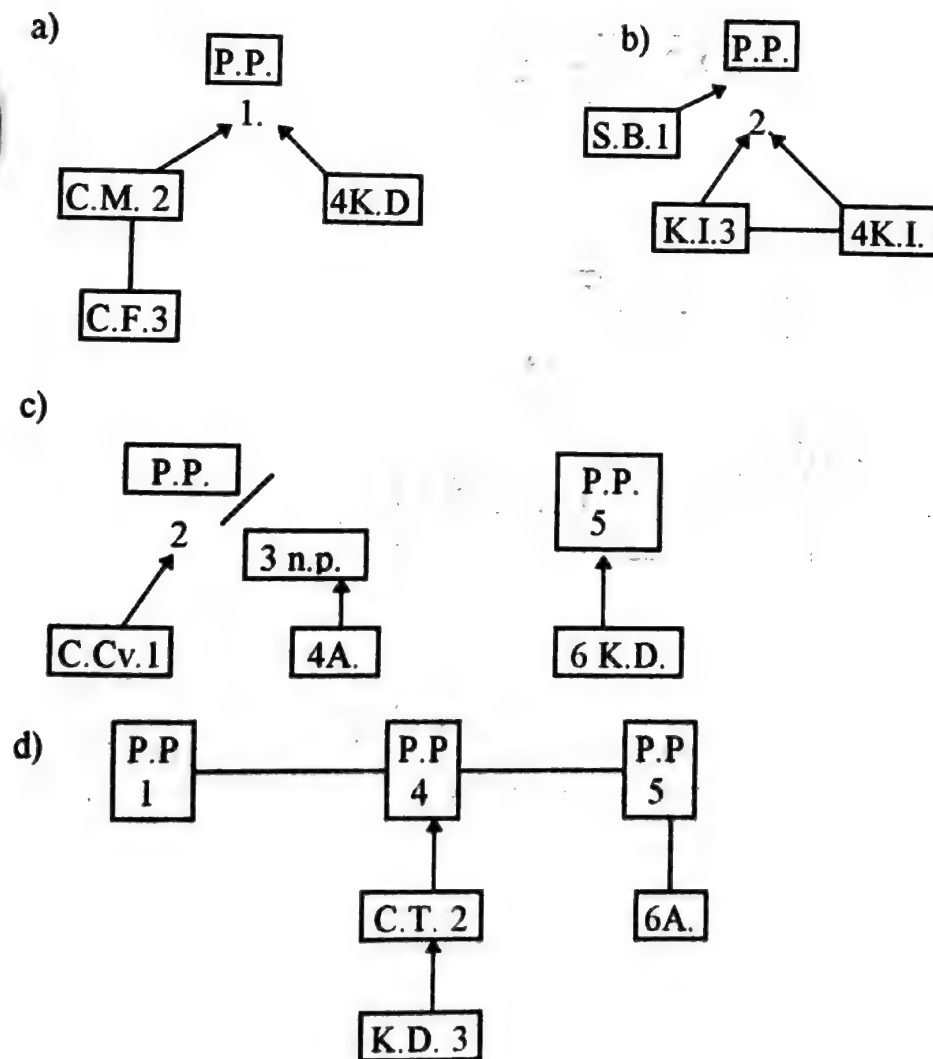 a)
P.P.
1.
C.M. 2
4K.D
C.F.3
b)
P.P.
S.B.1
2.
K.I.3
4K.I.
c)
P.P.
2
3 n.p.
C.Cv.1
4A.
P.P.
5
6 K.D.
d)
P.P
1
P.P
4
P.P
5
C.T. 2
6A.
K.D. 3